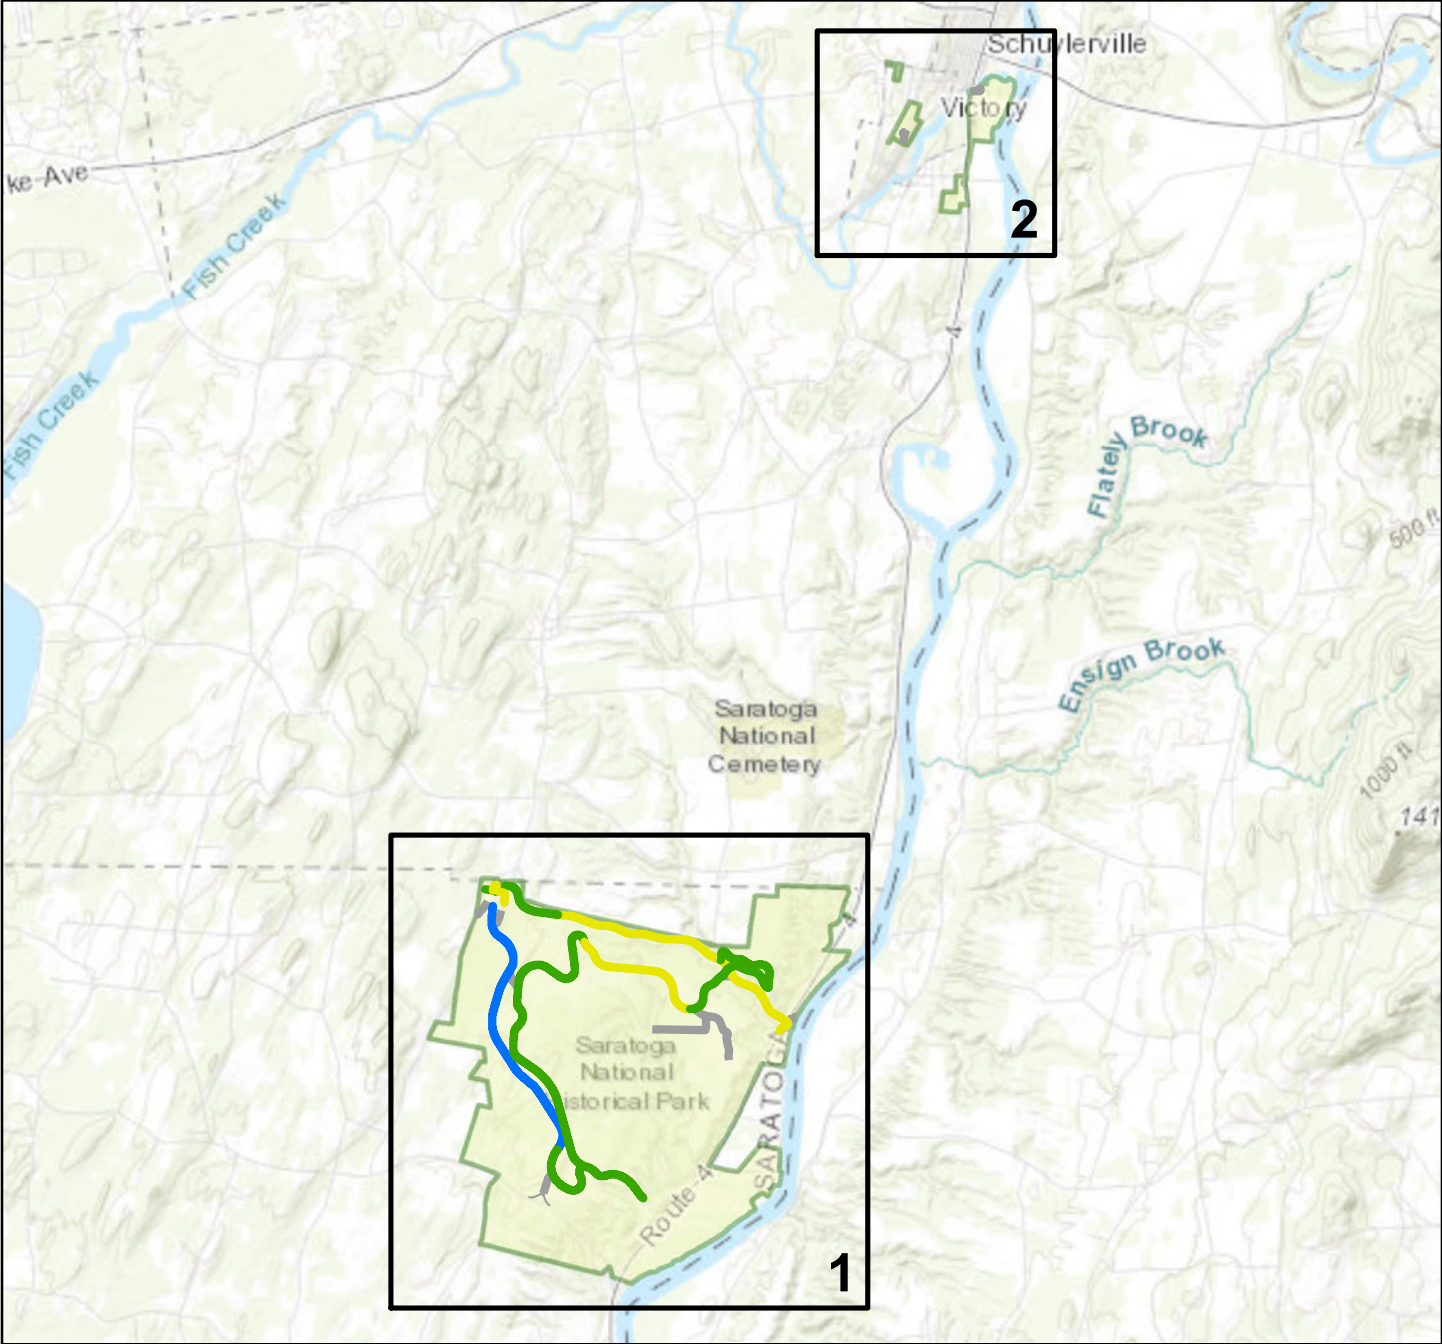 Schuylerville
Victory
2
ke Ave
Fish Creek
Fish Creek
4
Flately Brook
500 ft
Ensign Brook
Saratoga
National
Cemetery
1000 ft
141
4
Saratoga
National
istorical Park
SARATOGA
Route 4
1